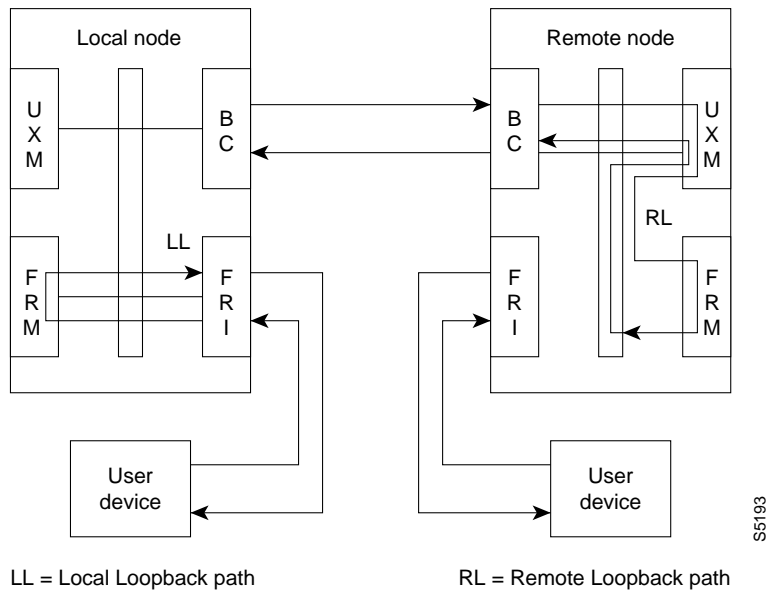 Local node
Remote node
U
X
M
B
C
B
C
U
X
M
LL
RL
F
R
M
F
R
I
F
R
I
F
R
M
User
device
User
device
S5193
LL = Local Loopback path
RL = Remote Loopback path